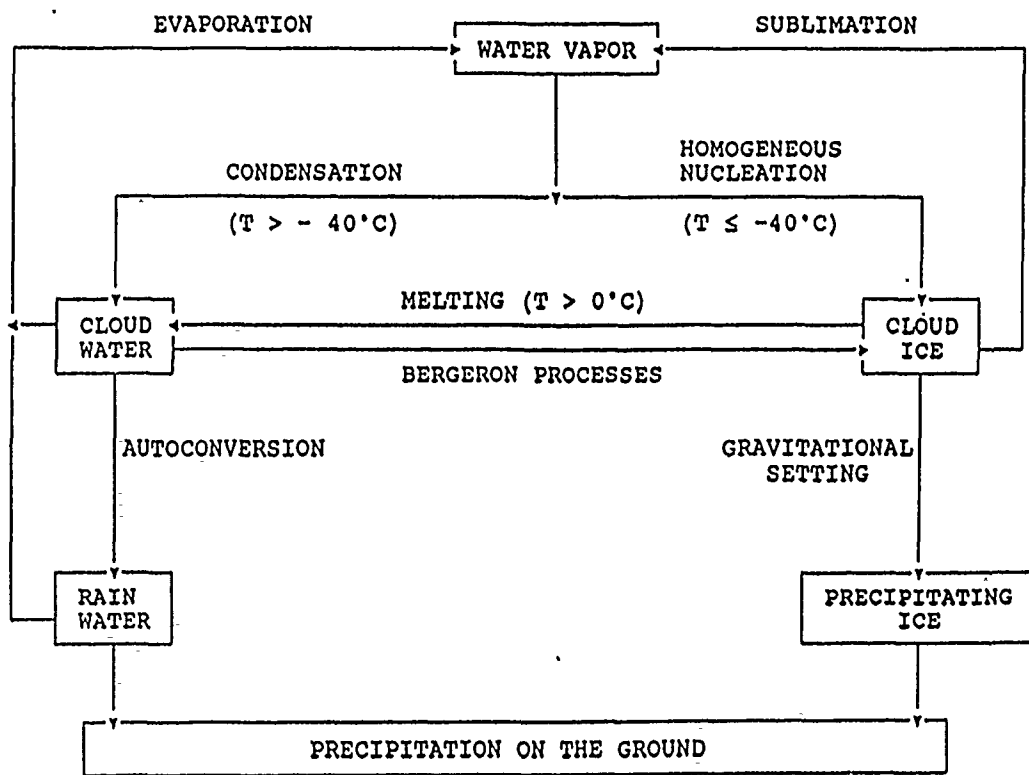 EVAPORATION
SUBLIMATION
WATER VAPOR
HOMOGENEOUS
NUCLEATION
CONDENSATION
(T > - 40°C)
(T ≤ -40°C)
MELTING (T > 0°C)
CLOUD
WATER
CLOUD
ICE
BERGERON PROCESSES
AUTOCONVERSION
GRAVITATIONAL
SETTING
RAIN
WATER
PRECIPITATING
ICE
PRECIPITATION ON THE GROUND